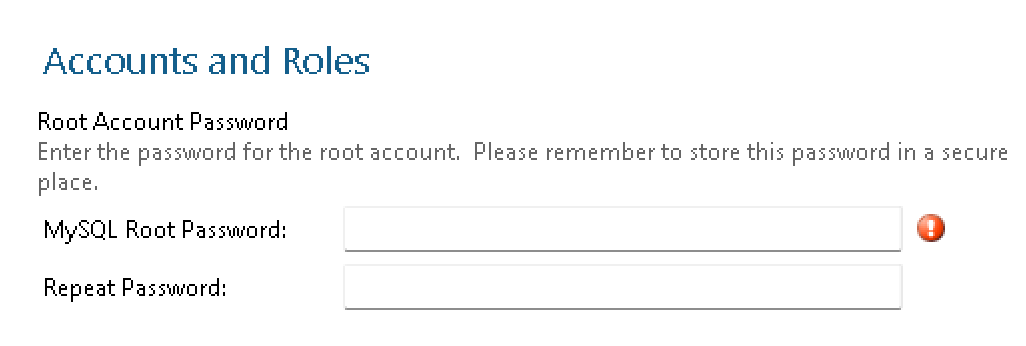 Accounts and Roles
Root Account Password
Enter the password for the root account.  Please remember to store this password in a secure
place.
MySQL Root Password:
Repeat Password: